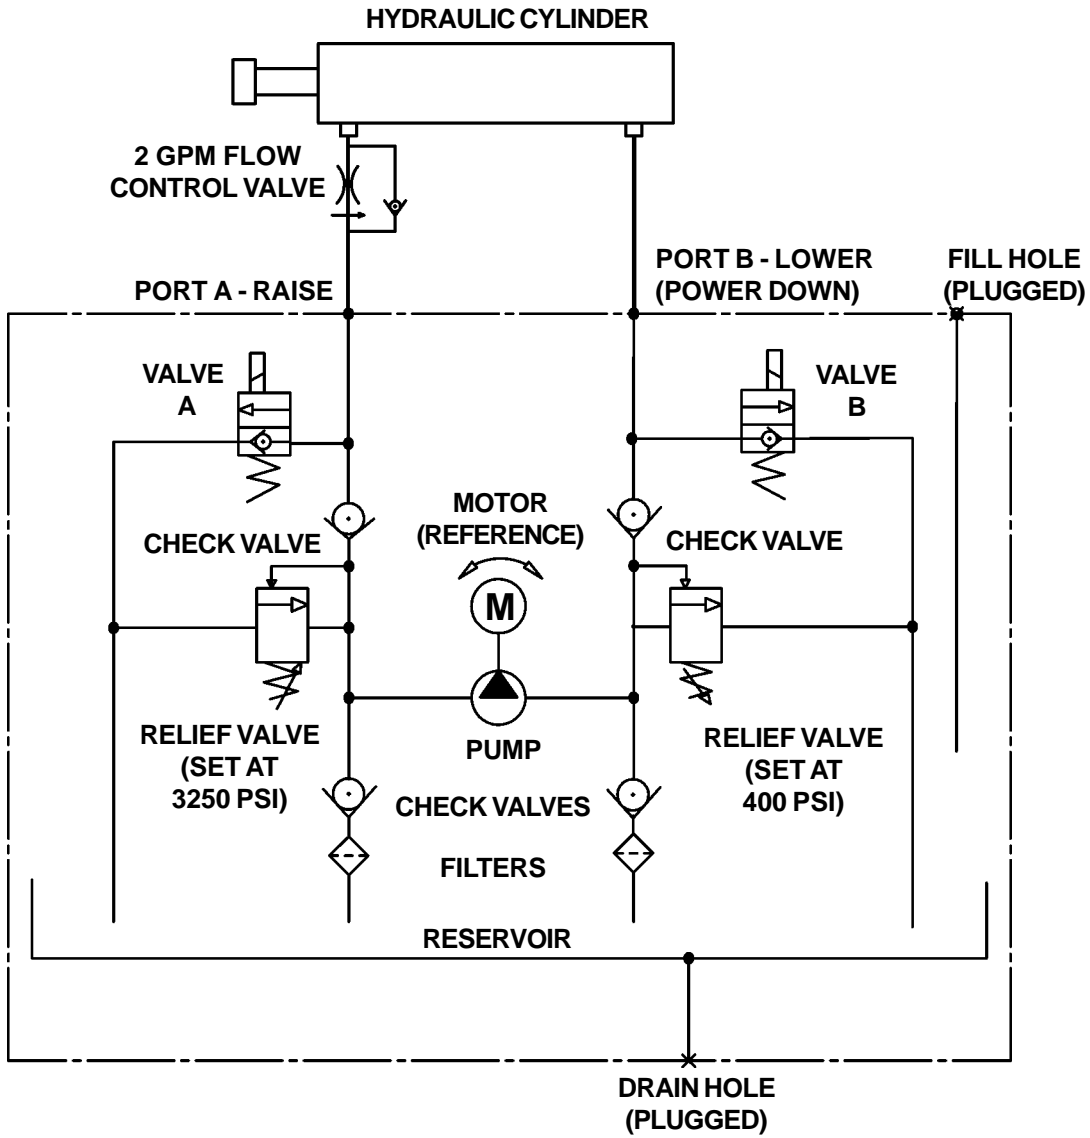 HYDRAULIC CYLINDER
2 GPM FLOW
CONTROL VALVE
PORT A - RAISE
PORT B - LOWER
(POWER DOWN)
FILL HOLE
(PLUGGED)
VALVE
A
VALVE
B
MOTOR
(REFERENCE)
CHECK VALVE
CHECK VALVE
M
PUMP
RELIEF VALVE
(SET AT
3250 PSI)
RELIEF VALVE
(SET AT
400 PSI)
CHECK VALVES
FILTERS
RESERVOIR
DRAIN HOLE
(PLUGGED)